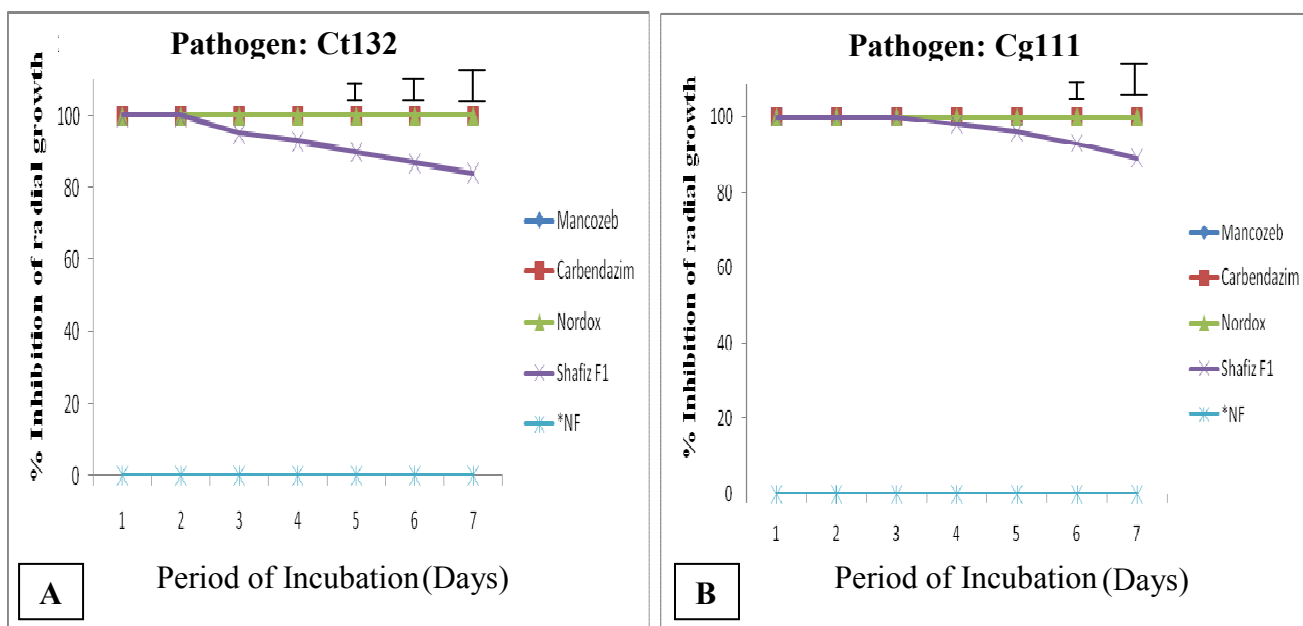 Pathogen: Ct132
% Inhibition of radial growth
100
80
60
40
20
0
1 2 3 4 5 6 7
Mancozeb
Carbendazim
Nordox
Shafiz F1
*NF
Period of Incubation (Days)
A
Pathogen: Cg111
% Inhibition of radial growth
100
80
60
40
20
0
1 2 3 4 5 6 7
Mancozeb
Carbendazim
Nordox
Shafiz F1
*NF
Period of Incubation (Days)
B